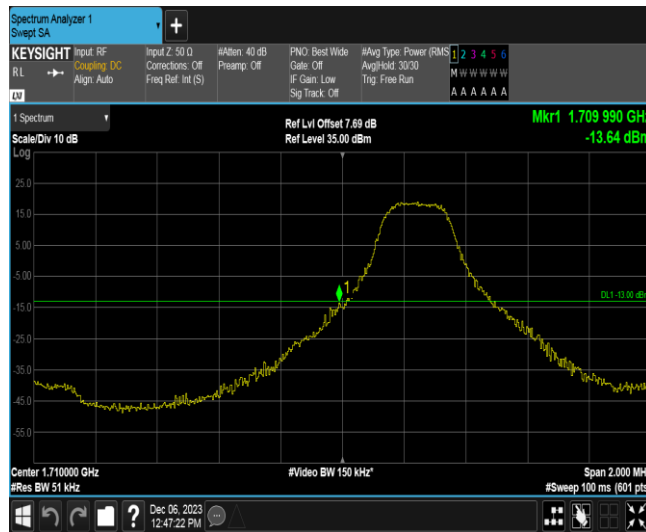 Spectrum Analyzer 1
Swept SA
+
KEYSIGHT
RL
LXI
Input: RF
Coupling: DC
Align: Auto
Input Z: 50 Ω
Corrections: Off
Freq Ref: Int (S)
#Atten: 40 dB
Preamp: Off
PNO: Best Wide
Gate: Off
IF Gain: Low
Sig Track: Off
#Avg Type: Power (RMS
Avg|Hold: 30/30
Trig: Free Run
1 2 3 4 5 6
M W W W W W
A A A A A A
1 Spectrum
Scale/Div 10 dB
Ref Lvl Offset 7.69 dB
Ref Level 35.00 dBm
Mkr1 1.709 990 GHz
-13.64 dBm
Log
25.0
15.0
5.00
-5.00
1
DL1 -13.00 dBm
-15.0
-25.0
-35.0
-45.0
-55.0
Center 1.710000 GHz
#Video BW 150 kHz*
Span 2.000 MHz
#Res BW 51 kHz
#Sweep 100 ms (601 pts)
?
Dec 06, 2023
12:47:22 PM